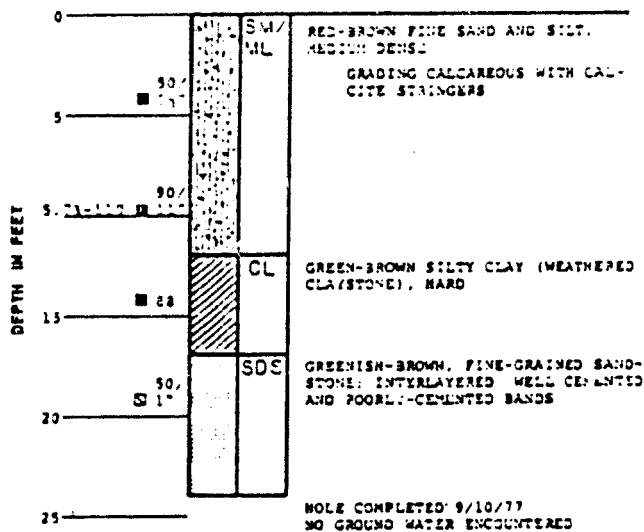 0
SM/
ML
RED-BROWN FINE SAND AND SILT,
MEDIUM DENSE
GRADING CALCAREOUS WITH CAL-
CITE STRINGERS
50/
5
90/
DEPTH IN FEET
CL
GREEN-BROWN SILTY CLAY (WEATHERED
CLAYSTONE), HARD
88
15
SDS
GREENISH-BROWN, FINE-GRAINED SAND-
STONE; INTERLAYERED WELL CEMENTED
AND POORLY-CEMENTED BANDS
50/
1"
20
25
HOLE COMPLETED 9/10/77
NO GROUND WATER ENCOUNTERED